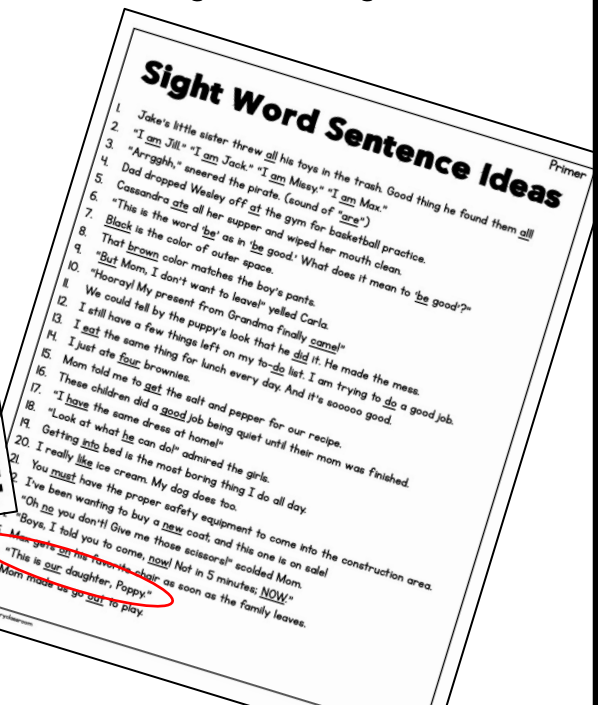 Sight Word Sentence Ideas
Primer
1. Jake's little sister threw all his toys in the trash. Good thing he found them all!
2. "I am Jill." "I am Jack." "I am Missy." "I am Max."
3. "Arrgghh," sneered the pirate. (sound of "are")
4. Dad dropped Wesley off at the gym for basketball practice.
5. Cassandra ate all her supper and wiped her mouth clean.
6. "This is the word 'be' as in 'be good.' What does it mean to 'be good'?"
7. Black is the color of outer space.
8. That brown color matches the boy's pants.
9. "But Mom, I don't want to leave!" yelled Carla.
10. "Hooray! My present from Grandma finally came!"
11. We could tell by the puppy's look that he did it. He made the mess.
12. I still have a few things left on my to-do list. I am trying to do a good job.
13. I eat the same thing for lunch every day. And it's sooooo good.
14. I just ate four brownies.
15. Mom told me to get the salt and pepper for our recipe.
16. These children did a good job being quiet until their mom was finished.
17. "I have the same dress at home!"
18. "Look at what he can do!" admired the girls.
19. Getting into bed is the most boring thing I do all day.
20. I really like ice cream. My dog does too.
21. You must have the proper safety equipment to come into the construction area.
2. I've been wanting to buy a new coat, and this one is on sale!
"Oh no you don't! Give me those scissors!" scolded Mom.
"Boys, I told you to come, now! Not in 5 minutes; NOW."
Max gets on his favorite chair as soon as the family leaves.
"This is our daughter, Poppy."
Mom made us go out to play.